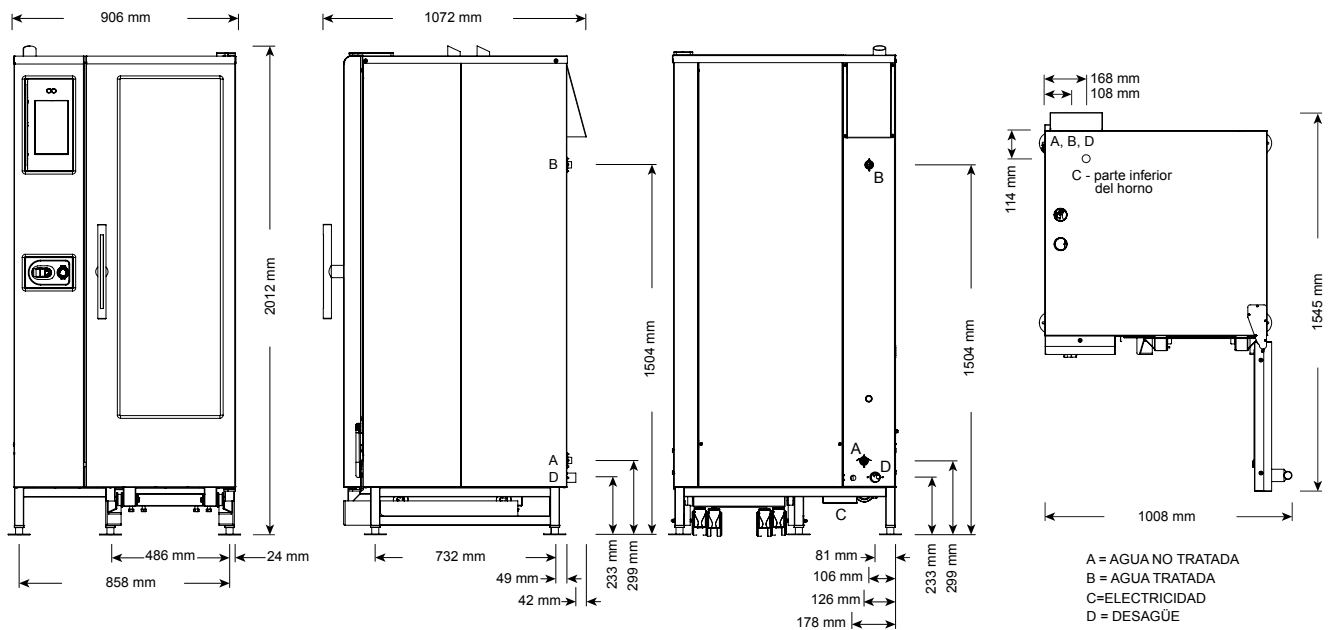 906 mm
2012 mm
486 mm
24 mm
858 mm
1072 mm
B
A
D
1504 mm
732 mm
49 mm
42 mm
233 mm
299 mm
B
A
D
C
1504 mm
81 mm
106 mm
126 mm
178 mm
233 mm
299 mm
168 mm
108 mm
A, B, D
C - parte inferior
del horno
114 mm
1545 mm
1008 mm
A = AGUA NO TRATADA
B = AGUA TRATADA
C=ELECTRICIDAD
D = DESAGÜE